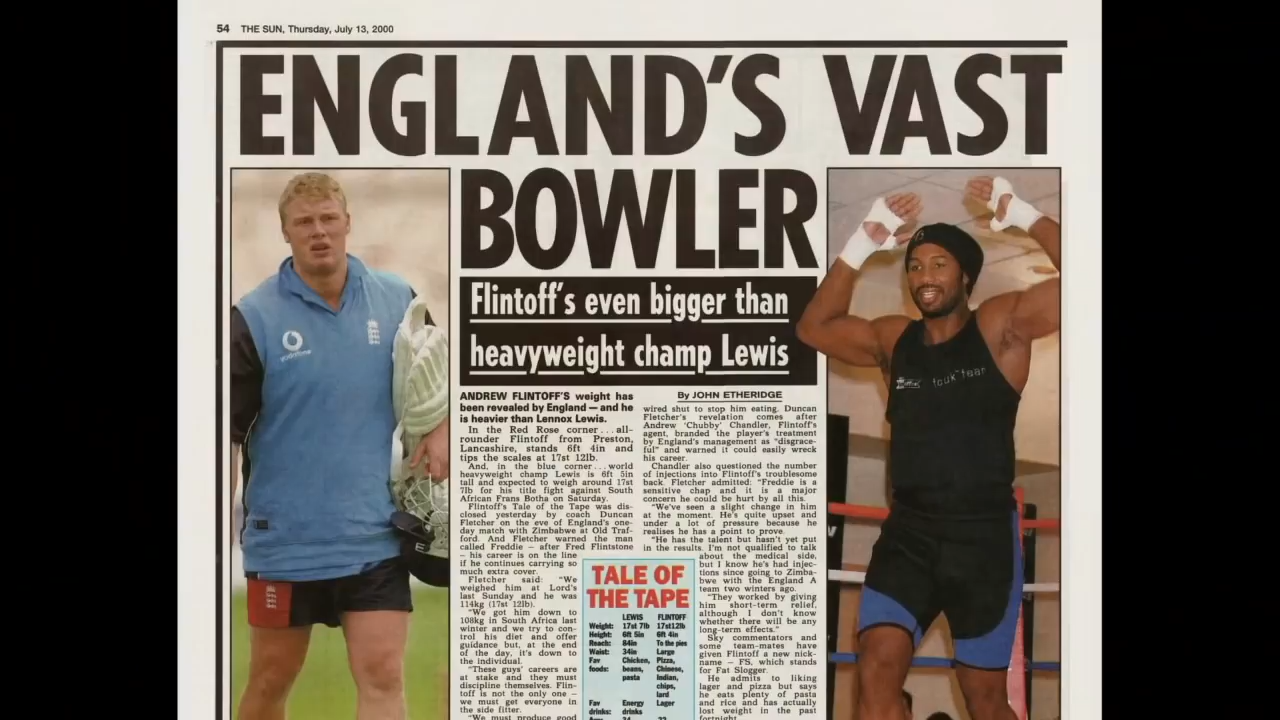 54 THE SUN, Thursday, July 13, 2000
ENGLAND'S VAST
BOWLER
Flintoff's even bigger than
heavyweight champ Lewis
ANDREW FLINTOFF'S weight has
been revealed by England — and he
is heavier than Lennox Lewis.
In the Red Rose corner . . . all-
rounder Flintoff from Preston,
Lancashire, stands 6ft 4in and
tips the scales at 17st 12lb.
And, in the blue corner . . . world
heavyweight champ Lewis is 6ft 5in
tall and expected to weigh around 17st
7lb for his title fight against South
African Frans Botha on Saturday.
Flintoff's Tale of the Tape was dis-
closed yesterday by coach Duncan
Fletcher on the eve of England's one-
day match with Zimbabwe at Old Traf-
ford. And Fletcher warned the man
called Freddie – after Fred Flintstone
– his career is on the line
if he continues carrying so
much extra cover.
Fletcher said: "We
weighed him at Lord's
last Sunday and he was
114kg (17st 12lb).
"We got him down to
108kg in South Africa last
winter and we try to con-
trol his diet and offer
guidance but, at the end
of the day, it's down to
the individual.
"These guys' careers are
at stake and they must
discipline themselves. Flin-
toff is not the only one –
we must get everyone in
the side fitter.
"We must produce good
By JOHN ETHERIDGE
wired shut to stop him eating. Duncan
Fletcher's revelation comes after
Andrew 'Chubby' Chandler, Flintoff's
agent, branded the player's treatment
by England's management as "disgrace-
ful" and warned it could easily wreck
his career.
Chandler also questioned the number
of injections into Flintoff's troublesome
back. Fletcher admitted: "Freddie is a
sensitive chap and it is a major
concern he could be hurt by all this.
"We've seen a slight change in him
at the moment. He's quite upset and
under a lot of pressure because he
realises he has a point to prove.
"He has the talent but hasn't yet put
in the results. I'm not qualified to talk
about the medical side,
but I know he's had injec-
tions since going to Zimba-
bwe with the England A
team two winters ago.
"They worked by giving
him short-term relief,
although I don't know
whether there will be any
long-term effects."
Sky commentators and
some team-mates have
given Flintoff a new nick-
name – FS, which stands
for Fat Slogger.
He admits to liking
lager and pizza but says
he eats plenty of pasta
and rice and has actually
lost weight in the past
fortnight.
TALE OF
THE TAPE
LEWIS FLINTOFF
Weight: 17st 7lb 17st12lb
Height: 6ft 5in 6ft 4in
Reach: 84in To the pies
Waist: 34in Large
Fav Chicken, Pizza,
foods: beans, Chinese,
pasta Indian,
chips,
lard
Fav Energy Lager
drinks: drinks
vodafone